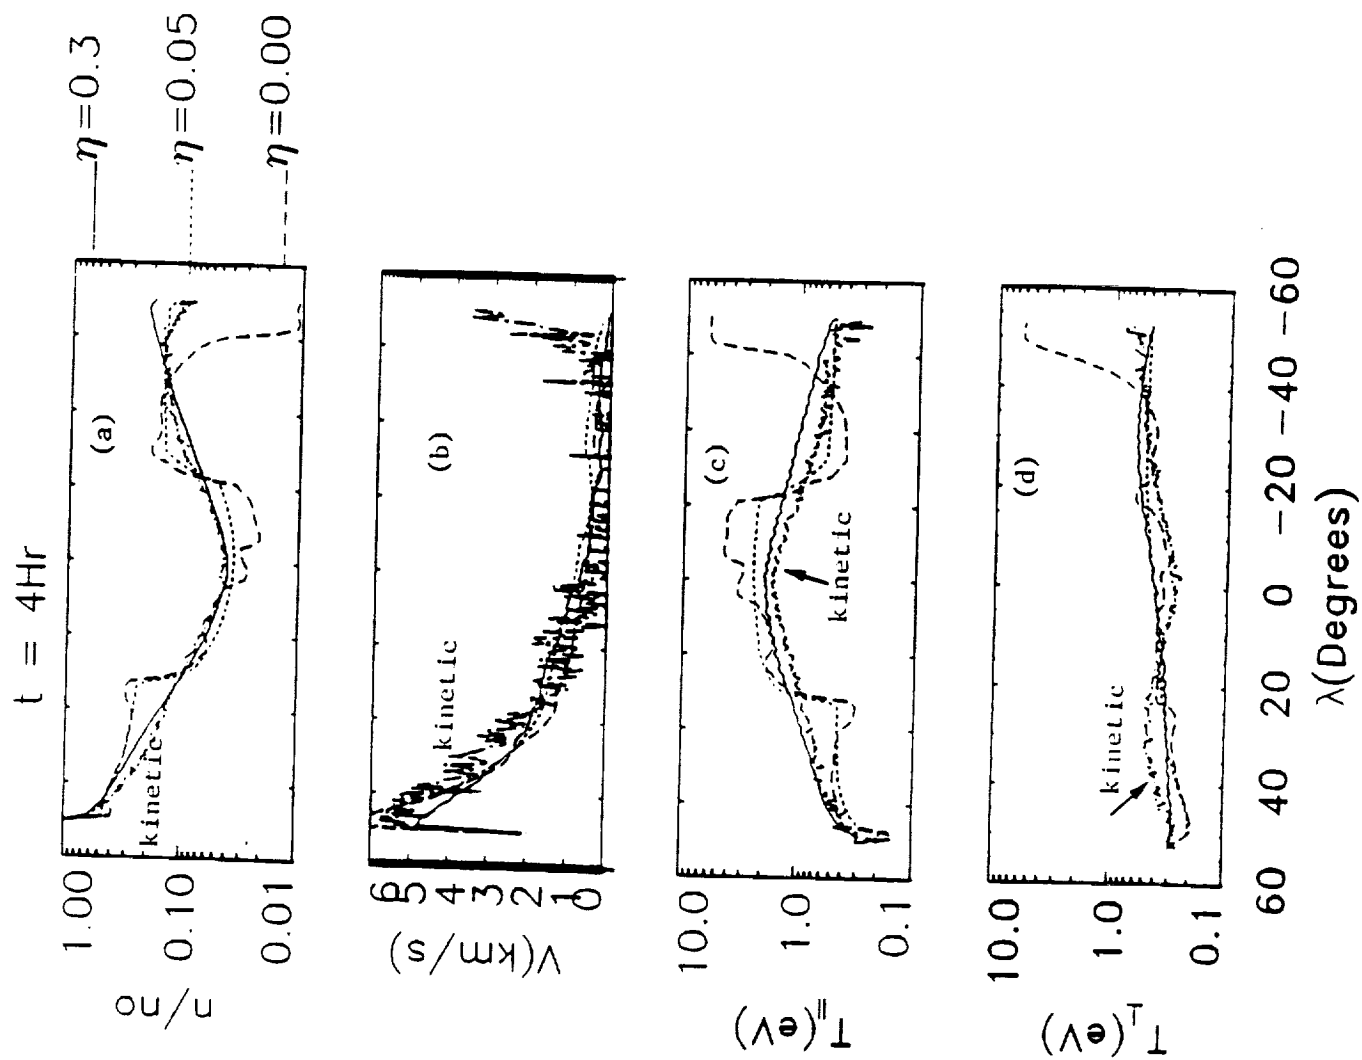 t = 4Hr
η=0.3
η=0.05
η=0.00
(a)
kinetic
1.00
0.10
0.01
n/no
(b)
kinetic
6
5
4
3
2
1
0
V(km/s)
(c)
kinetic
10.0
1.0
0.1
T∥(eV)
(d)
kinetic
10.0
1.0
0.1
T⊥(eV)
60 40 20 0 −20 −40 −60
λ(Degrees)